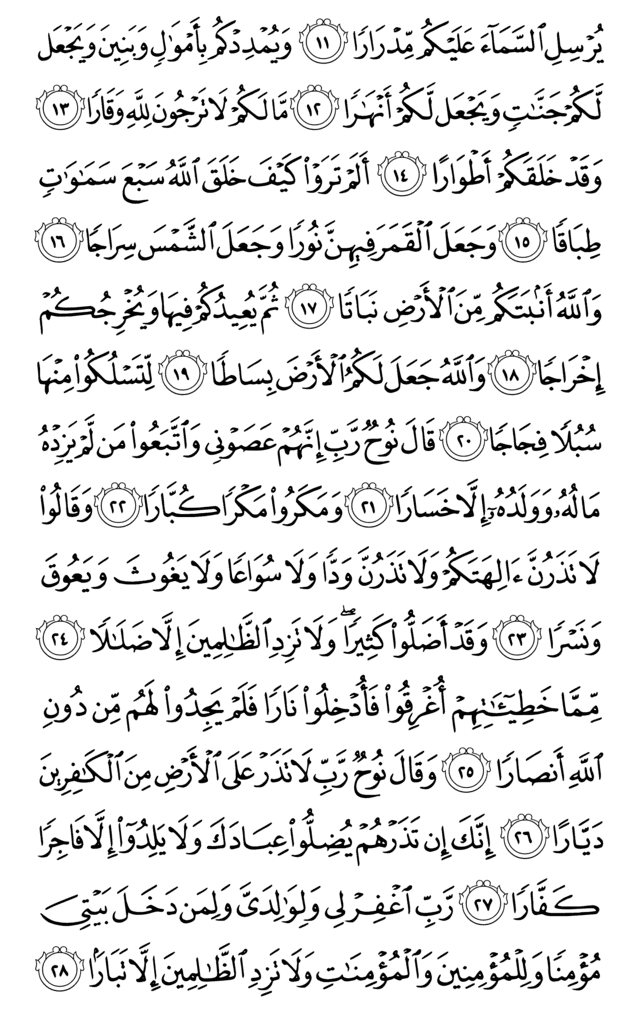 يُرْسِلِ ٱلسَّمَآءَ عَلَيْكُم مِّدْرَارًا ١١ وَيُمْدِدْكُم بِأَمْوَٰلٍ وَبَنِينَ وَيَجْعَل
لَّكُمْ جَنَّٰتٍ وَيَجْعَل لَّكُمْ أَنْهَٰرًا ١٢ مَّا لَكُمْ لَا تَرْجُونَ لِلَّهِ وَقَارًا ١٣
وَقَدْ خَلَقَكُمْ أَطْوَارًا ١٤ أَلَمْ تَرَوْا۟ كَيْفَ خَلَقَ ٱللَّهُ سَبْعَ سَمَٰوَٰتٍ
طِبَاقًا ١٥ وَجَعَلَ ٱلْقَمَرَ فِيهِنَّ نُورًا وَجَعَلَ ٱلشَّمْسَ سِرَاجًا ١٦
وَٱللَّهُ أَنۢبَتَكُم مِّنَ ٱلْأَرْضِ نَبَاتًا ١٧ ثُمَّ يُعِيدُكُمْ فِيهَا وَيُخْرِجُكُمْ
إِخْرَاجًا ١٨ وَٱللَّهُ جَعَلَ لَكُمُ ٱلْأَرْضَ بِسَاطًا ١٩ لِّتَسْلُكُوا۟ مِنْهَا
سُبُلًا فِجَاجًا ٢٠ قَالَ نُوحٌ رَّبِّ إِنَّهُمْ عَصَوْنِى وَٱتَّبَعُوا۟ مَن لَّمْ يَزِدْهُ
مَالُهُۥ وَوَلَدُهُۥٓ إِلَّا خَسَارًا ٢١ وَمَكَرُوا۟ مَكْرًا كُبَّارًا ٢٢ وَقَالُوا۟
لَا تَذَرُنَّ ءَالِهَتَكُمْ وَلَا تَذَرُنَّ وَدًّا وَلَا سُوَاعًا وَلَا يَغُوثَ وَيَعُوقَ
وَنَسْرًا ٢٣ وَقَدْ أَضَلُّوا۟ كَثِيرًا ۖ وَلَا تَزِدِ ٱلظَّٰلِمِينَ إِلَّا ضَلَٰلًا ٢٤
مِّمَّا خَطِيٓـَٰٔتِهِمْ أُغْرِقُوا۟ فَأُدْخِلُوا۟ نَارًا فَلَمْ يَجِدُوا۟ لَهُم مِّن دُونِ
ٱللَّهِ أَنصَارًا ٢٥ وَقَالَ نُوحٌ رَّبِّ لَا تَذَرْ عَلَى ٱلْأَرْضِ مِنَ ٱلْكَٰفِرِينَ
دَيَّارًا ٢٦ إِنَّكَ إِن تَذَرْهُمْ يُضِلُّوا۟ عِبَادَكَ وَلَا يَلِدُوٓا۟ إِلَّا فَاجِرًا
كَفَّارًا ٢٧ رَّبِّ ٱغْفِرْ لِى وَلِوَٰلِدَىَّ وَلِمَن دَخَلَ بَيْتِىَ
مُؤْمِنًا وَلِلْمُؤْمِنِينَ وَٱلْمُؤْمِنَٰتِ وَلَا تَزِدِ ٱلظَّٰلِمِينَ إِلَّا تَبَارًۢا ٢٨